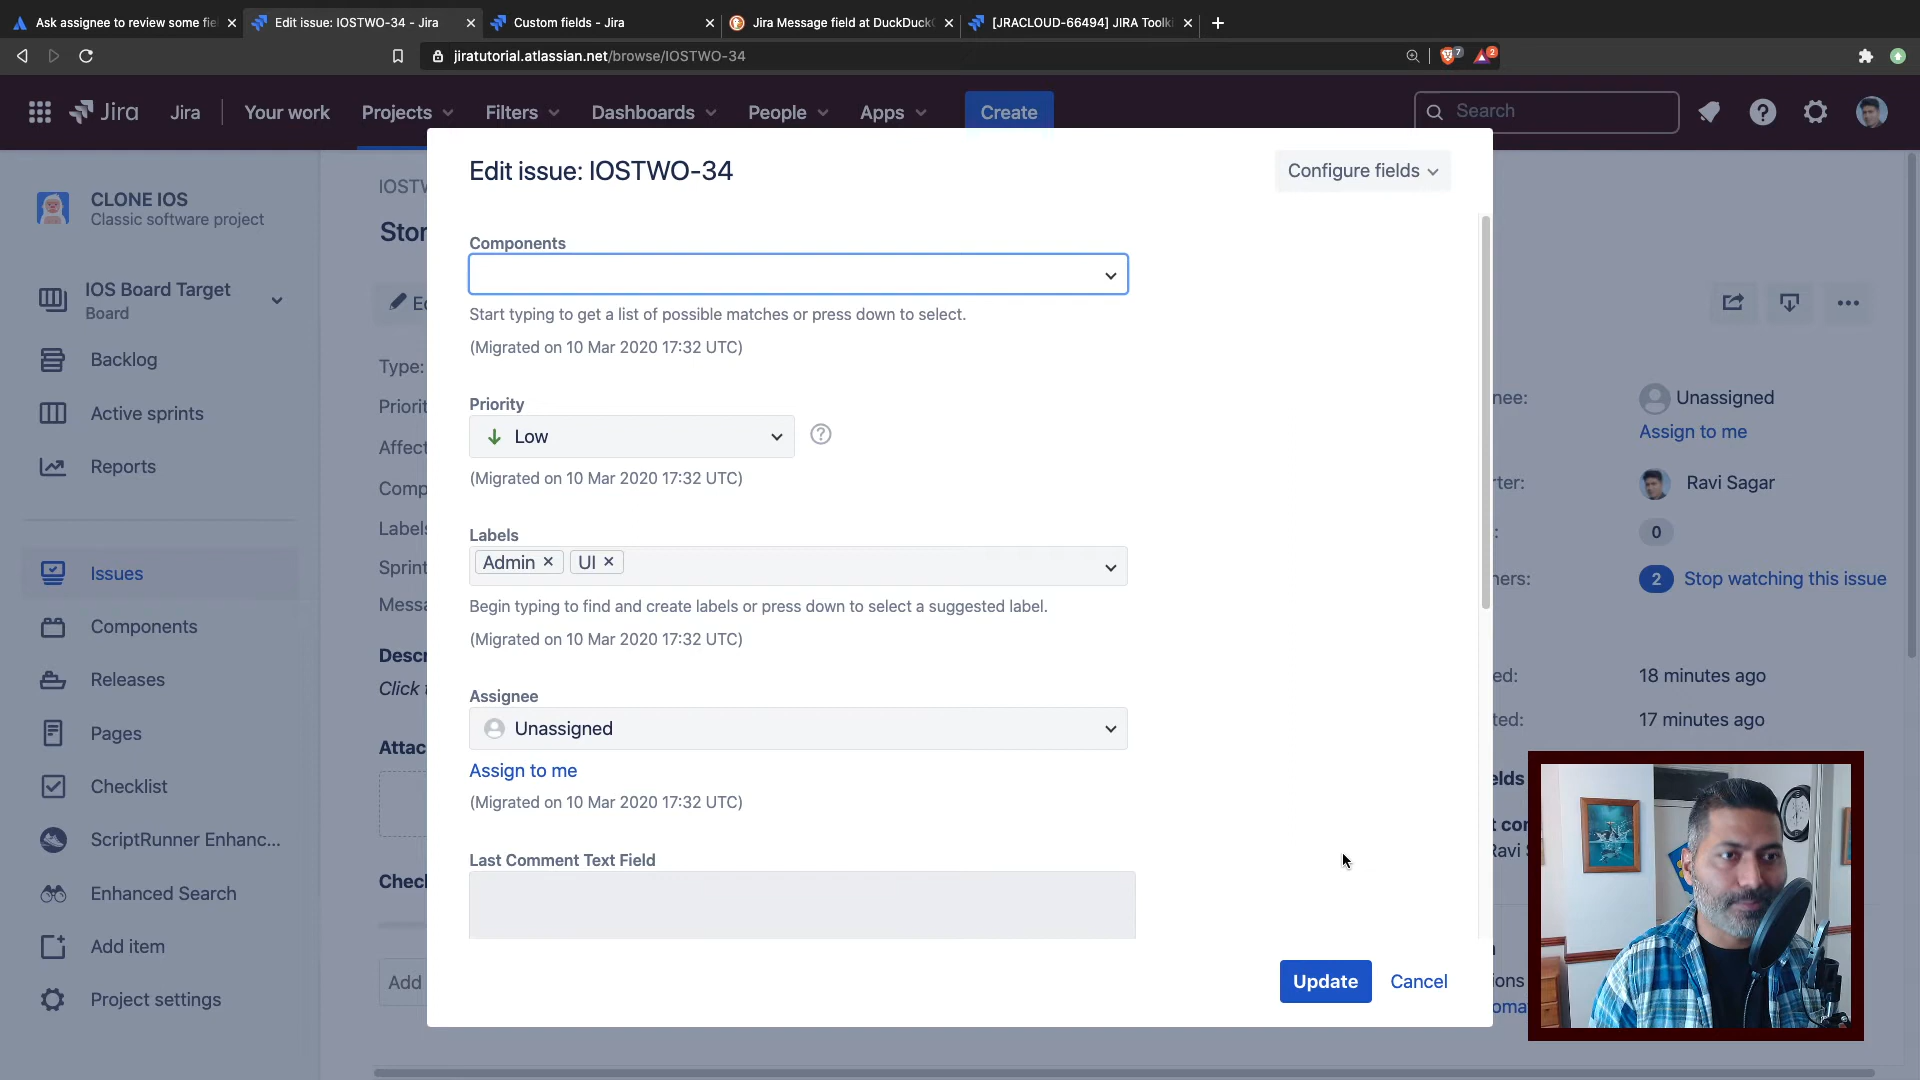 Ask assignee to review some fie
Edit issue: IOSTWO-34 - Jira
Custom fields - Jira
Jira Message field at DuckDuck
[JRACLOUD-66494] JIRA Toolki
jiratutorial.atlassian.net/browse/IOSTWO-34
7
2
Jira
Jira
Your work
Projects
Filters
Dashboards
People
Apps
Create
Search
CLONE IOS
Classic software project
IOS Board Target
Board
Backlog
Active sprints
Reports
Issues
Components
Releases
Pages
Checklist
ScriptRunner Enhanc...
Enhanced Search
Add item
Project settings
IOSTW
Stor
Ed
Type:
Priorit
Affect
Comp
Labels
Sprint
Messa
Descr
Click t
Attac
Chec
Add
Edit issue: IOSTWO-34
Configure fields
Components
Start typing to get a list of possible matches or press down to select.
(Migrated on 10 Mar 2020 17:32 UTC)
Priority
Low
(Migrated on 10 Mar 2020 17:32 UTC)
Labels
Admin
UI
Begin typing to find and create labels or press down to select a suggested label.
(Migrated on 10 Mar 2020 17:32 UTC)
Assignee
Unassigned
Assign to me
(Migrated on 10 Mar 2020 17:32 UTC)
Last Comment Text Field
Update
Cancel
nee:
Unassigned
Assign to me
rter:
Ravi Sagar
:
0
hers:
2
Stop watching this issue
ed:
18 minutes ago
ted:
17 minutes ago
elds
t cor
Ravi
ions
oma